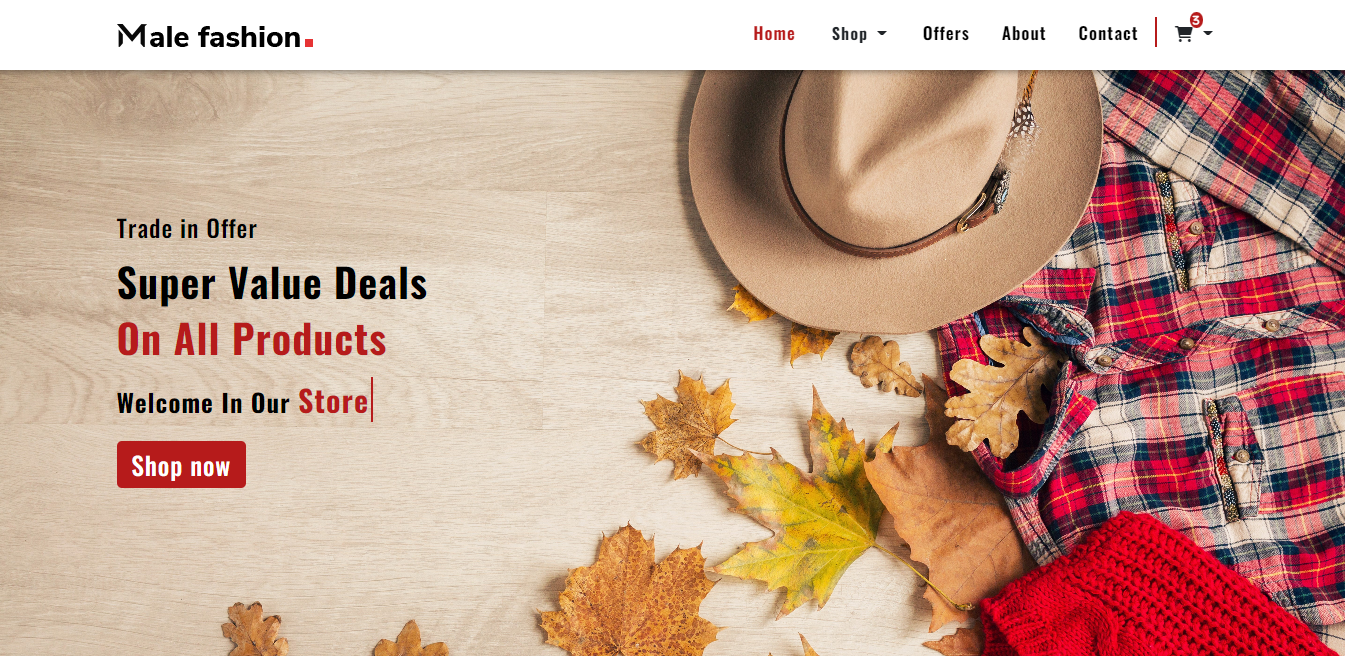 Male fashion.
Home Shop Offers About Contact 3
Trade in Offer
Super Value Deals
On All Products
Welcome In Our Store
Shop now